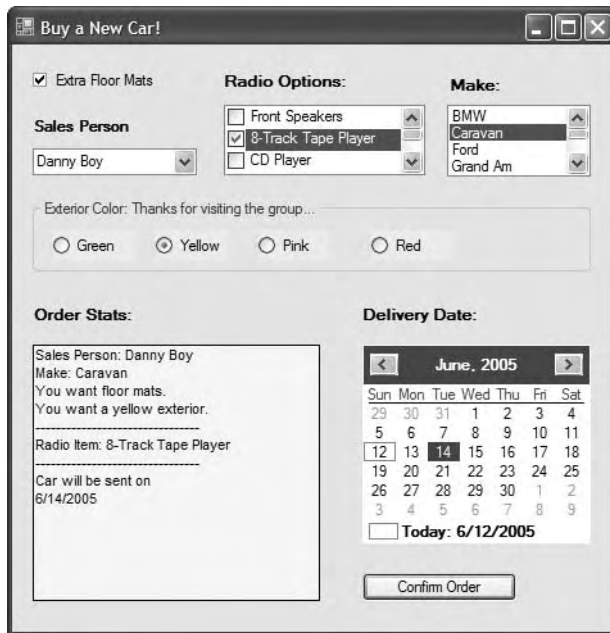 Buy a New Car!
Extra Floor Mats
Radio Options:
Make:
Front Speakers
8-Track Tape Player
CD Player
BMW
Caravan
Ford
Grand Am
Sales Person
Danny Boy
Exterior Color: Thanks for visiting the group...
Green Yellow Pink Red
Order Stats:
Sales Person: Danny Boy
Make: Caravan
You want floor mats.
You want a yellow exterior.
--------------------------------
Radio Item: 8-Track Tape Player
--------------------------------
Car will be sent on
6/14/2005
Delivery Date:
June, 2005
Sun Mon Tue Wed Thu Fri Sat
29 30 31 1 2 3 4
5 6 7 8 9 10 11
12 13 14 15 16 17 18
19 20 21 22 23 24 25
26 27 28 29 30 1 2
3 4 5 6 7 8 9
Today: 6/12/2005
Confirm Order